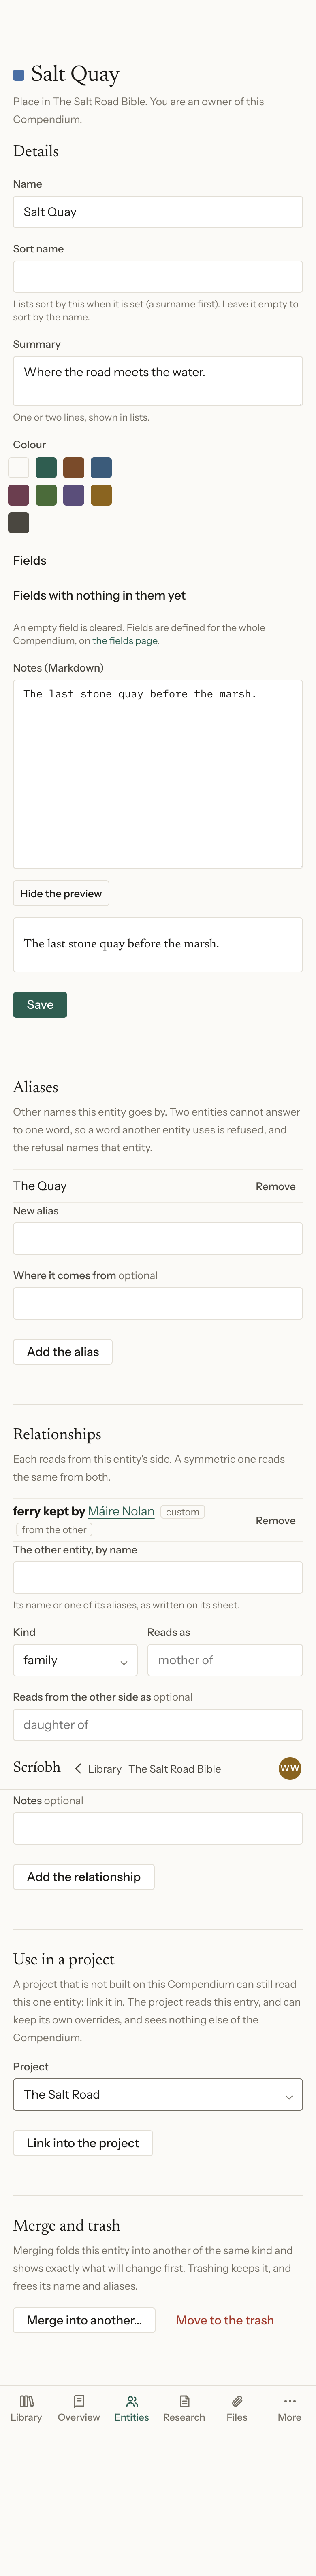 Salt Quay
Place in The Salt Road Bible. You are an owner of this
Compendium.
Details
Name
Salt Quay
Sort name
Lists sort by this when it is set (a surname first). Leave it empty to
sort by the name.
Summary
Where the road meets the water.
One or two lines, shown in lists.
Colour
Fields
Fields with nothing in them yet
An empty field is cleared. Fields are defined for the whole
Compendium, on the fields page.
Notes (Markdown)
The last stone quay before the marsh.
Hide the preview
The last stone quay before the marsh.
Save
Aliases
Other names this entity goes by. Two entities cannot answer
to one word, so a word another entity uses is refused, and
the refusal names that entity.
The Quay Remove
New alias
Where it comes from optional
Add the alias
Relationships
Each reads from this entity's side. A symmetric one reads
the same from both.
ferry kept by Máire Nolan custom
from the other
Remove
The other entity, by name
Its name or one of its aliases, as written on its sheet.
Kind Reads as
family mother of
Reads from the other side as optional
daughter of
Scríobh Library The Salt Road Bible WW
Notes optional
Add the relationship
Use in a project
A project that is not built on this Compendium can still read
this one entity: link it in. The project reads this entry, and can
keep its own overrides, and sees nothing else of the
Compendium.
Project
The Salt Road
Link into the project
Merge and trash
Merging folds this entity into another of the same kind and
shows exactly what will change first. Trashing keeps it, and
frees its name and aliases.
Merge into another... Move to the trash
Library Overview Entities Research Files More